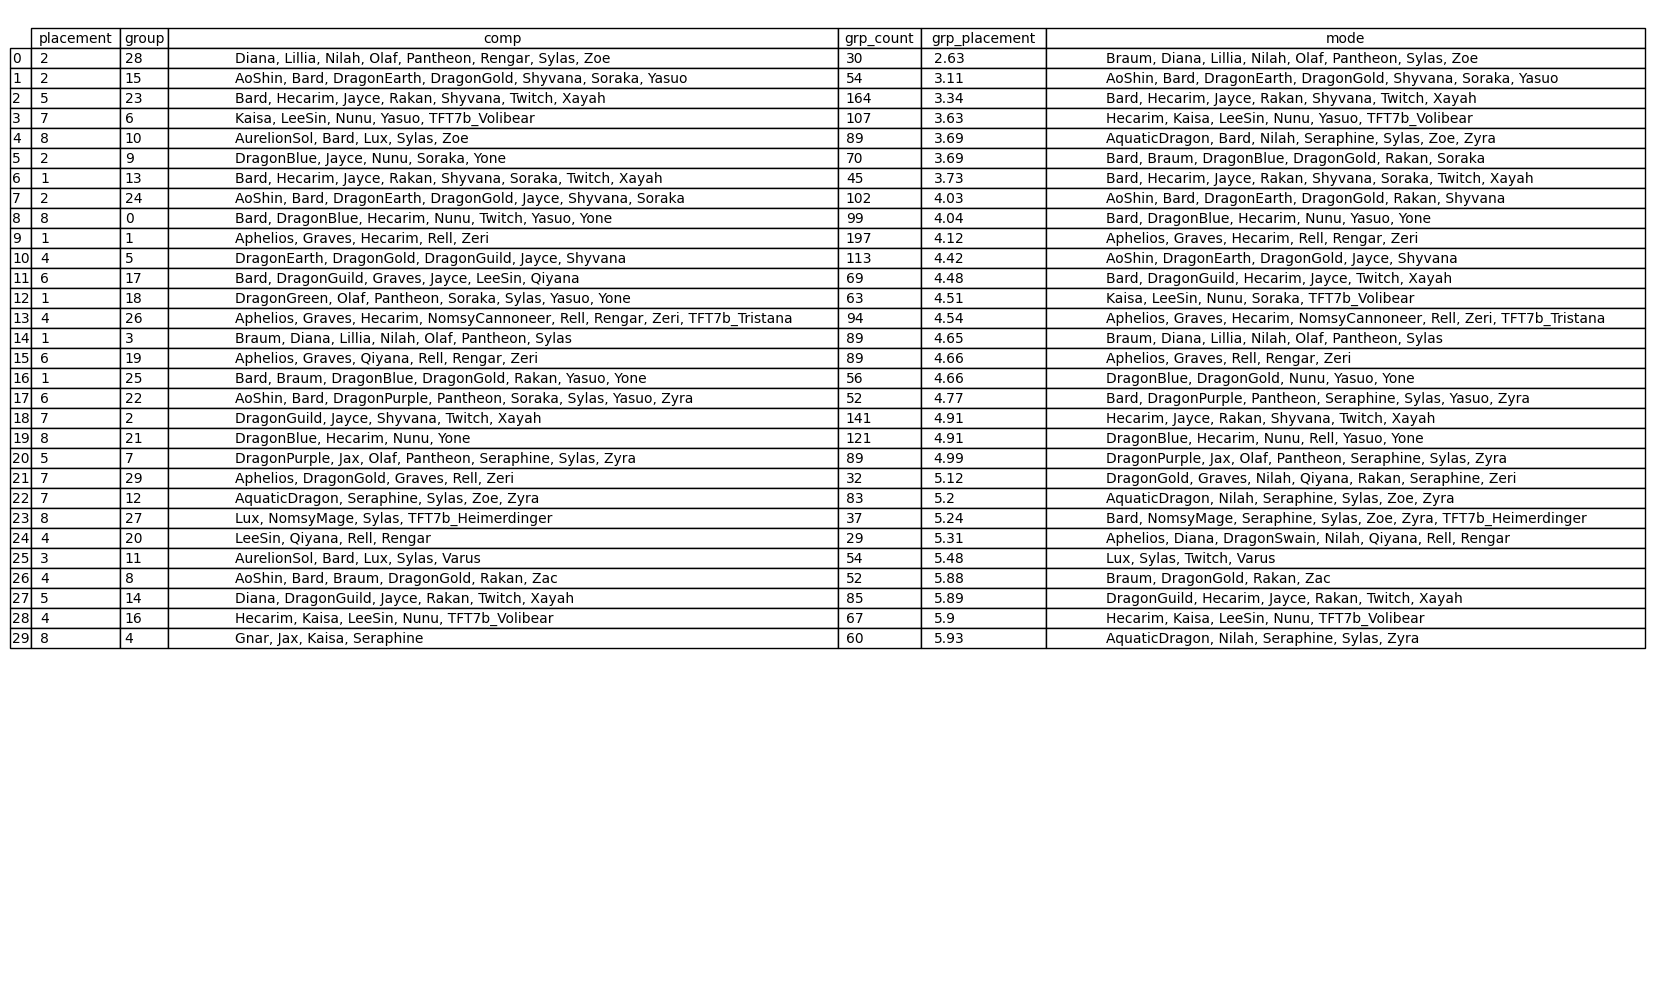 placement group comp grp_count grp_placement mode
0 2 28 Diana, Lillia, Nilah, Olaf, Pantheon, Rengar, Sylas, Zoe 30 2.63 Braum, Diana, Lillia, Nilah, Olaf, Pantheon, Sylas, Zoe
1 2 15 AoShin, Bard, DragonEarth, DragonGold, Shyvana, Soraka, Yasuo 54 3.11 AoShin, Bard, DragonEarth, DragonGold, Shyvana, Soraka, Yasuo
2 5 23 Bard, Hecarim, Jayce, Rakan, Shyvana, Twitch, Xayah 164 3.34 Bard, Hecarim, Jayce, Rakan, Shyvana, Twitch, Xayah
3 7 6 Kaisa, LeeSin, Nunu, Yasuo, TFT7b_Volibear 107 3.63 Hecarim, Kaisa, LeeSin, Nunu, Yasuo, TFT7b_Volibear
4 8 10 AurelionSol, Bard, Lux, Sylas, Zoe 89 3.69 AquaticDragon, Bard, Nilah, Seraphine, Sylas, Zoe, Zyra
5 2 9 DragonBlue, Jayce, Nunu, Soraka, Yone 70 3.69 Bard, Braum, DragonBlue, DragonGold, Rakan, Soraka
6 1 13 Bard, Hecarim, Jayce, Rakan, Shyvana, Soraka, Twitch, Xayah 45 3.73 Bard, Hecarim, Jayce, Rakan, Shyvana, Soraka, Twitch, Xayah
7 2 24 AoShin, Bard, DragonEarth, DragonGold, Jayce, Shyvana, Soraka 102 4.03 AoShin, Bard, DragonEarth, DragonGold, Rakan, Shyvana
8 8 0 Bard, DragonBlue, Hecarim, Nunu, Twitch, Yasuo, Yone 99 4.04 Bard, DragonBlue, Hecarim, Nunu, Yasuo, Yone
9 1 1 Aphelios, Graves, Hecarim, Rell, Zeri 197 4.12 Aphelios, Graves, Hecarim, Rell, Rengar, Zeri
10 4 5 DragonEarth, DragonGold, DragonGuild, Jayce, Shyvana 113 4.42 AoShin, DragonEarth, DragonGold, Jayce, Shyvana
11 6 17 Bard, DragonGuild, Graves, Jayce, LeeSin, Qiyana 69 4.48 Bard, DragonGuild, Hecarim, Jayce, Twitch, Xayah
12 1 18 DragonGreen, Olaf, Pantheon, Soraka, Sylas, Yasuo, Yone 63 4.51 Kaisa, LeeSin, Nunu, Soraka, TFT7b_Volibear
13 4 26 Aphelios, Graves, Hecarim, NomsyCannoneer, Rell, Rengar, Zeri, TFT7b_Tristana 94 4.54 Aphelios, Graves, Hecarim, NomsyCannoneer, Rell, Zeri, TFT7b_Tristana
14 1 3 Braum, Diana, Lillia, Nilah, Olaf, Pantheon, Sylas 89 4.65 Braum, Diana, Lillia, Nilah, Olaf, Pantheon, Sylas
15 6 19 Aphelios, Graves, Qiyana, Rell, Rengar, Zeri 89 4.66 Aphelios, Graves, Rell, Rengar, Zeri
16 1 25 Bard, Braum, DragonBlue, DragonGold, Rakan, Yasuo, Yone 56 4.66 DragonBlue, DragonGold, Nunu, Yasuo, Yone
17 6 22 AoShin, Bard, DragonPurple, Pantheon, Soraka, Sylas, Yasuo, Zyra 52 4.77 Bard, DragonPurple, Pantheon, Seraphine, Sylas, Yasuo, Zyra
18 7 2 DragonGuild, Jayce, Shyvana, Twitch, Xayah 141 4.91 Hecarim, Jayce, Rakan, Shyvana, Twitch, Xayah
19 8 21 DragonBlue, Hecarim, Nunu, Yone 121 4.91 DragonBlue, Hecarim, Nunu, Rell, Yasuo, Yone
20 5 7 DragonPurple, Jax, Olaf, Pantheon, Seraphine, Sylas, Zyra 89 4.99 DragonPurple, Jax, Olaf, Pantheon, Seraphine, Sylas, Zyra
21 7 29 Aphelios, DragonGold, Graves, Rell, Zeri 32 5.12 DragonGold, Graves, Nilah, Qiyana, Rakan, Seraphine, Zeri
22 7 12 AquaticDragon, Seraphine, Sylas, Zoe, Zyra 83 5.2 AquaticDragon, Nilah, Seraphine, Sylas, Zoe, Zyra
23 8 27 Lux, NomsyMage, Sylas, TFT7b_Heimerdinger 37 5.24 Bard, NomsyMage, Seraphine, Sylas, Zoe, Zyra, TFT7b_Heimerdinger
24 4 20 LeeSin, Qiyana, Rell, Rengar 29 5.31 Aphelios, Diana, DragonSwain, Nilah, Qiyana, Rell, Rengar
25 3 11 AurelionSol, Bard, Lux, Sylas, Varus 54 5.48 Lux, Sylas, Twitch, Varus
26 4 8 AoShin, Bard, Braum, DragonGold, Rakan, Zac 52 5.88 Braum, DragonGold, Rakan, Zac
27 5 14 Diana, DragonGuild, Jayce, Rakan, Twitch, Xayah 85 5.89 DragonGuild, Hecarim, Jayce, Rakan, Twitch, Xayah
28 4 16 Hecarim, Kaisa, LeeSin, Nunu, TFT7b_Volibear 67 5.9 Hecarim, Kaisa, LeeSin, Nunu, TFT7b_Volibear
29 8 4 Gnar, Jax, Kaisa, Seraphine 60 5.93 AquaticDragon, Nilah, Seraphine, Sylas, Zyra